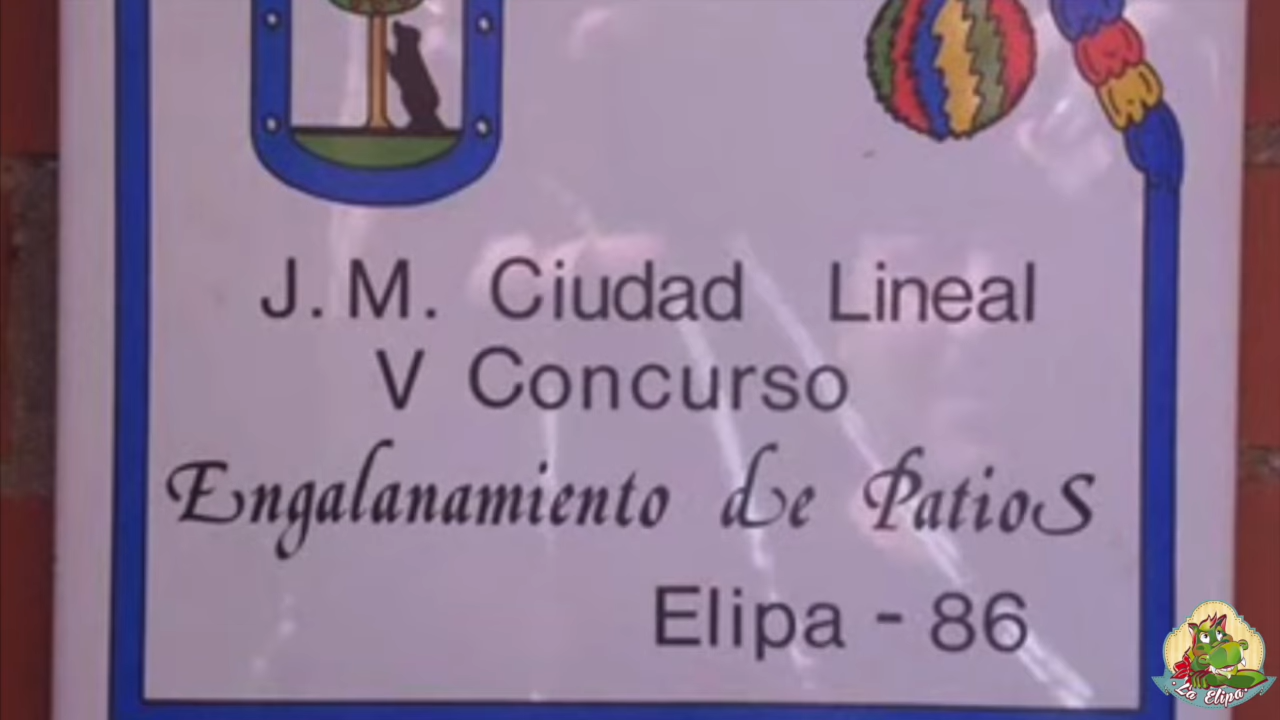 J.M. Ciudad Lineal
V Concurso
Engalanamiento de Patios
Elipa - 86
La Elipa